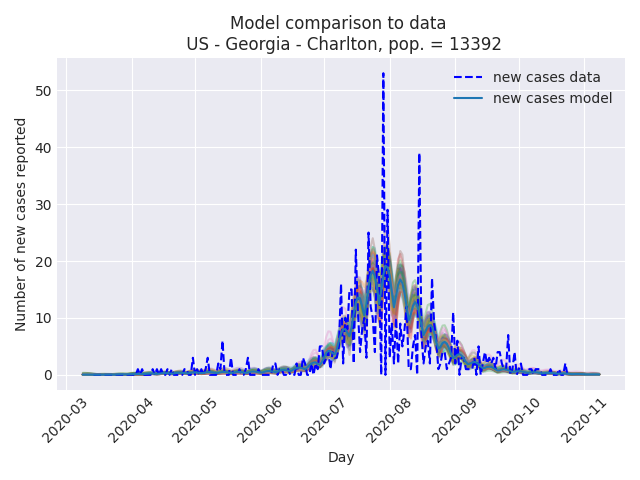 Model comparison to data
US - Georgia - Charlton, pop. = 13392
new cases data
new cases model
Number of new cases reported
50
40
30
20
10
0
2020-03
2020-04
2020-05
2020-06
2020-07
2020-08
2020-09
2020-10
2020-11
Day